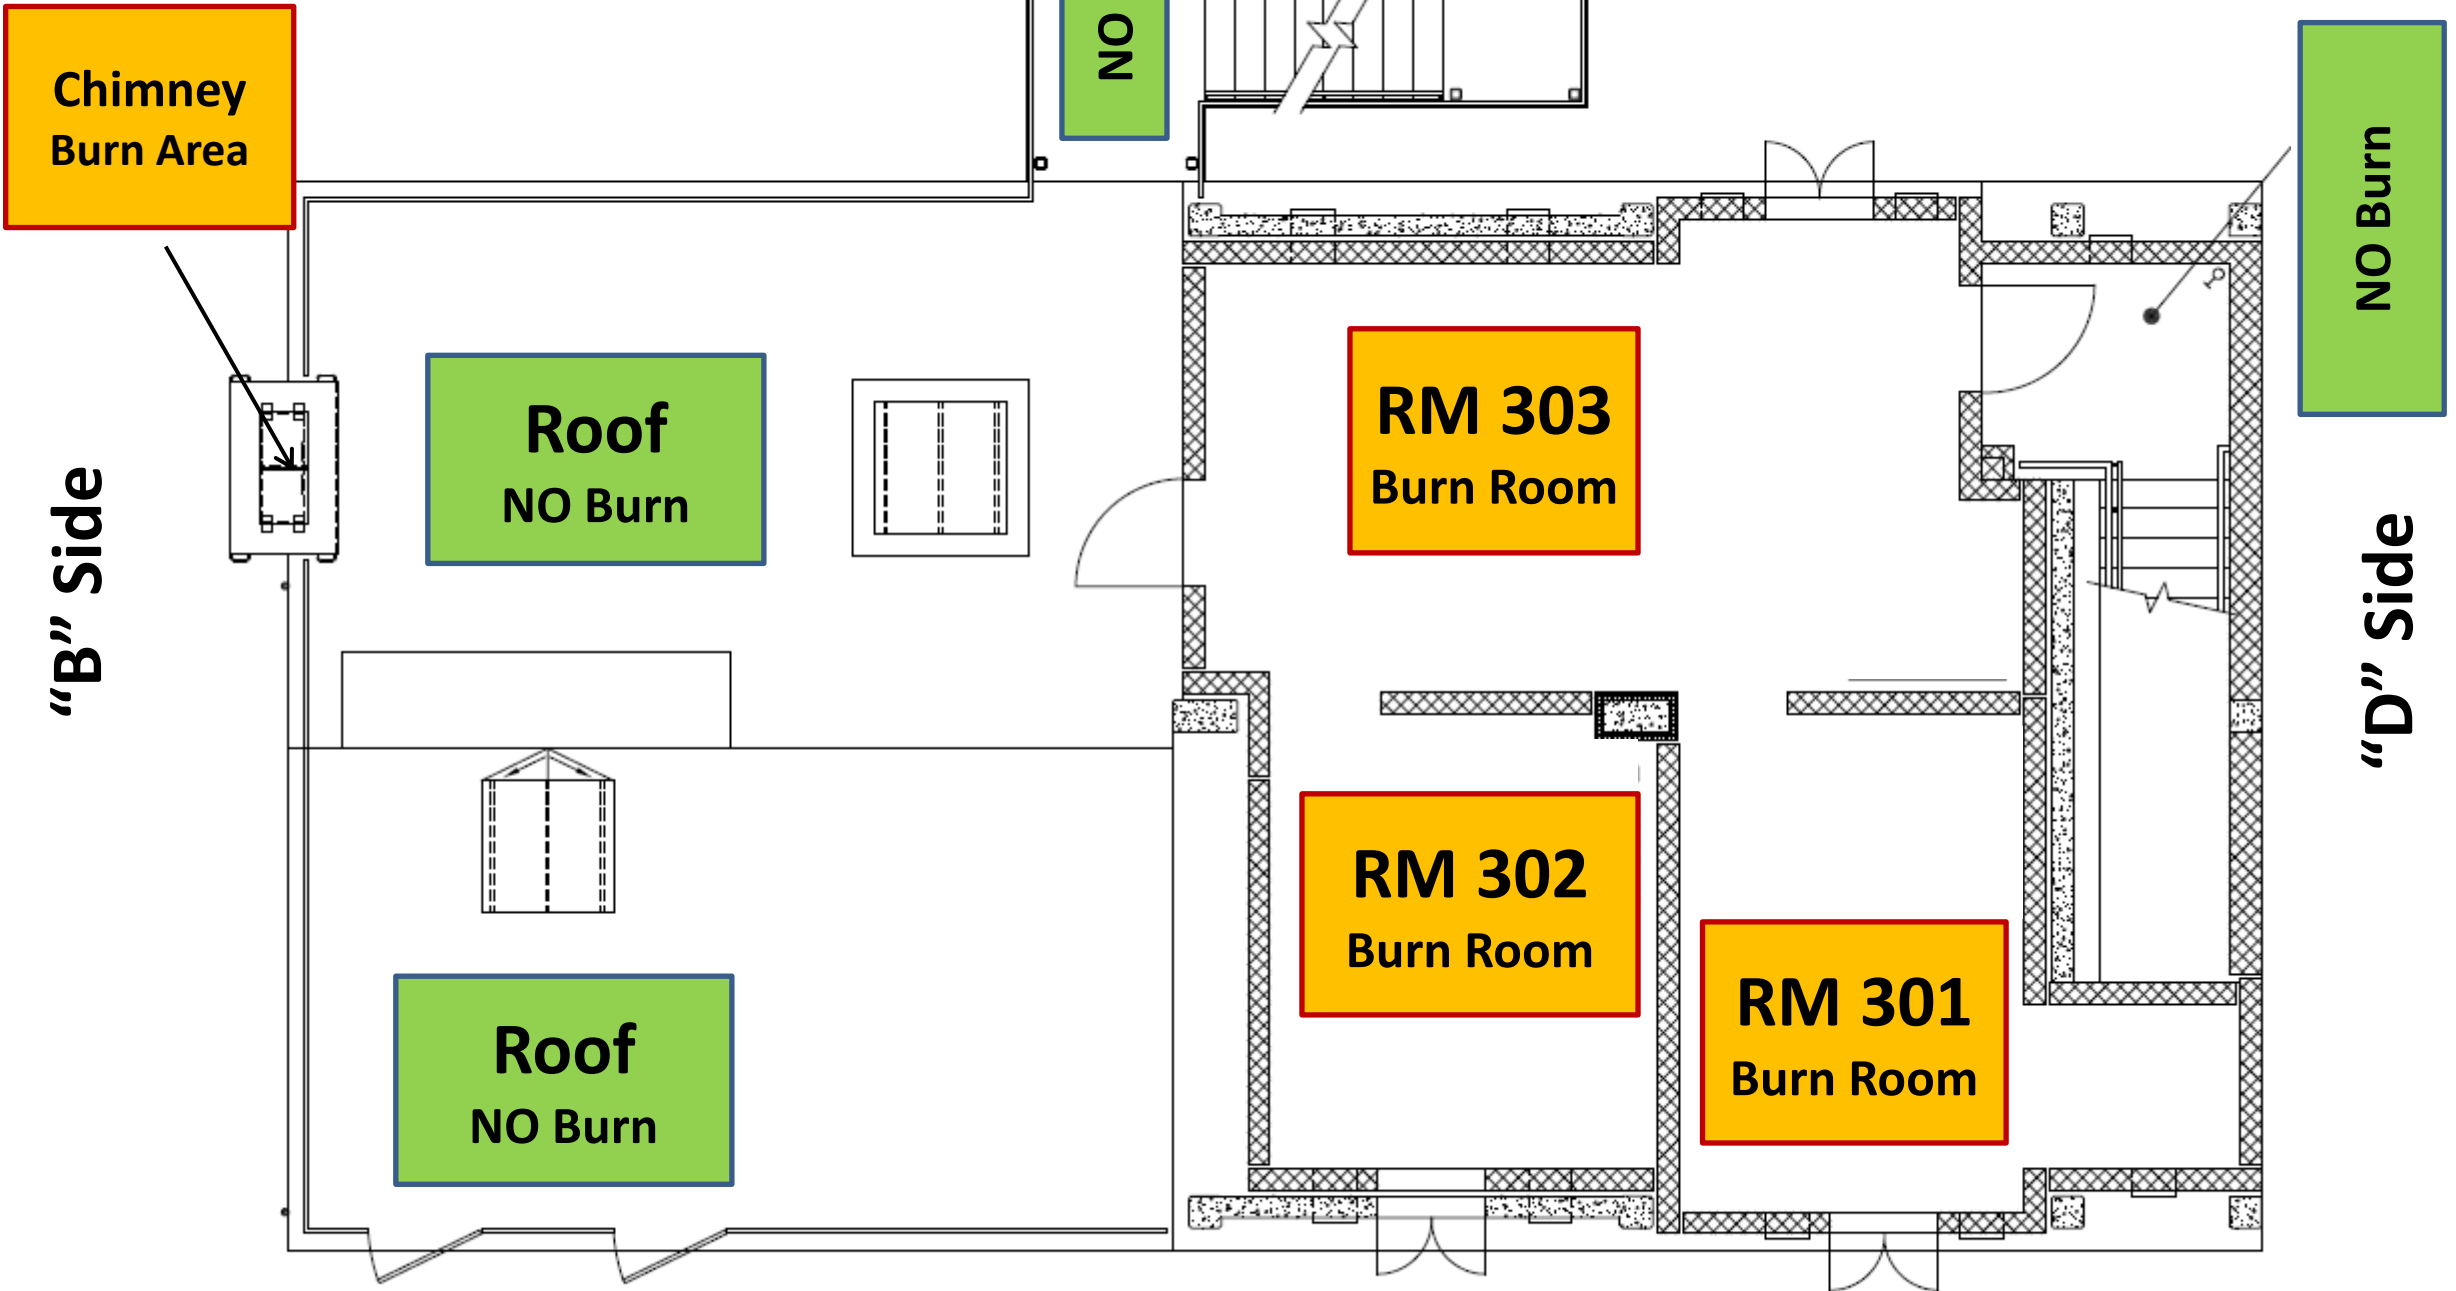 Chimney
Burn Area
NO
NO Burn
Roof
NO Burn
RM 303
Burn Room
"B" Side
"D" Side
RM 302
Burn Room
RM 301
Burn Room
Roof
NO Burn